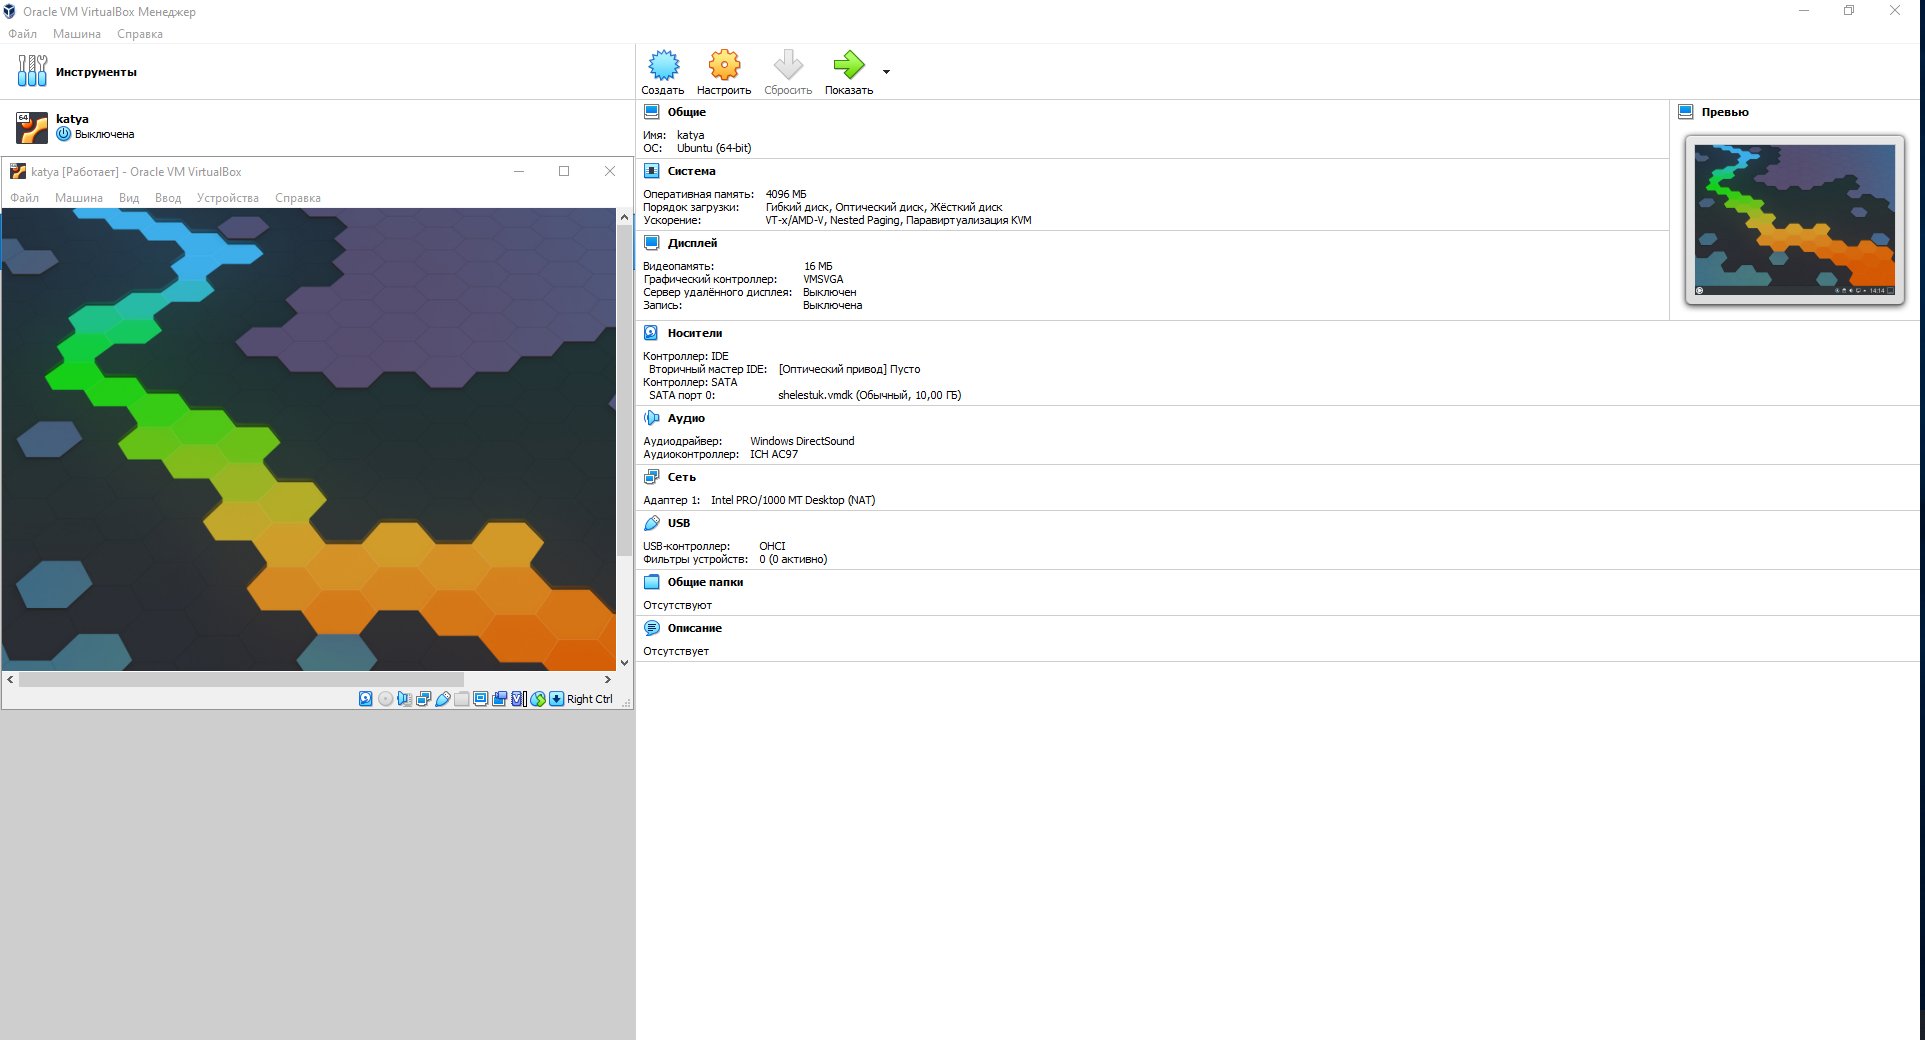 Oracle VM VirtualBox Менеджер
Файл Машина Справка
Инструменты
Создать Настроить Сбросить Показать
64
katya
Выключена
katya [Работает] - Oracle VM VirtualBox
Файл Машина Вид Ввод Устройства Справка
Right Ctrl
Общие
Имя: katya
ОС: Ubuntu (64-bit)
Система
Оперативная память: 4096 МБ
Порядок загрузки: Гибкий диск, Оптический диск, Жёсткий диск
Ускорение: VT-x/AMD-V, Nested Paging, Паравиртуализация KVM
Дисплей
Видеопамять: 16 МБ
Графический контроллер: VMSVGA
Сервер удалённого дисплея: Выключен
Запись: Выключена
Превью
14:14
Носители
Контроллер: IDE
Вторичный мастер IDE: [Оптический привод] Пусто
Контроллер: SATA
SATA порт 0: shelestuk.vmdk (Обычный, 10,00 ГБ)
Аудио
Аудиодрайвер: Windows DirectSound
Аудиоконтроллер: ICH AC97
Сеть
Адаптер 1: Intel PRO/1000 MT Desktop (NAT)
USB
USB-контроллер: OHCI
Фильтры устройств: 0 (0 активно)
Общие папки
Отсутствуют
Описание
Отсутствует